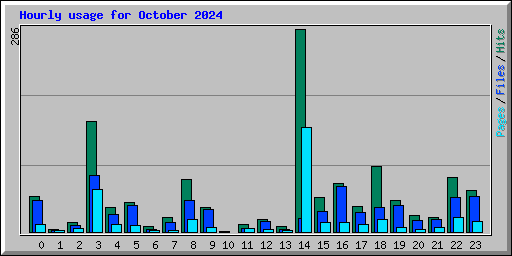 Hourly usage for October 2024
286
Pages/Files/Hits
0 1 2 3 4 5 6 7 8 9 10 11 12 13 14 15 16 17 18 19 20 21 22 23